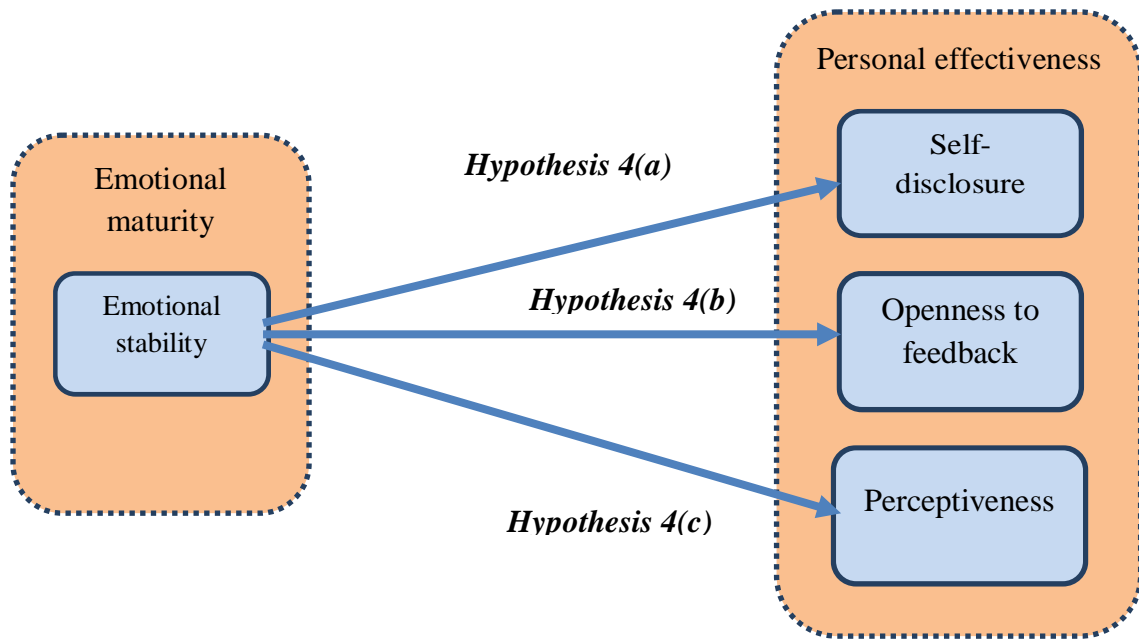 Emotional
maturity
Emotional
stability
Hypothesis 4(a)
Hypothesis 4(b)
Hypothesis 4(c)
Personal effectiveness
Self-
disclosure
Openness to
feedback
Perceptiveness